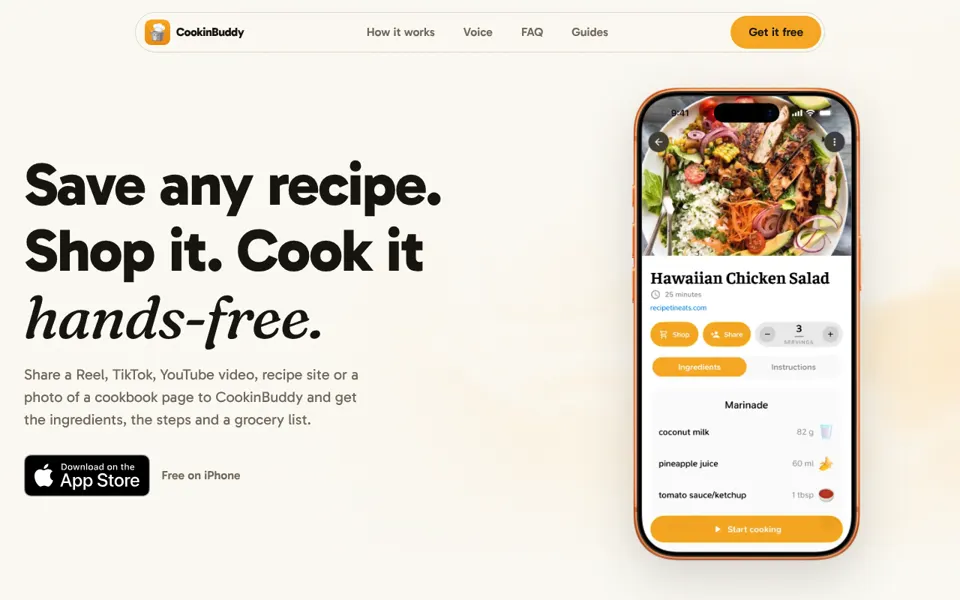 CookinBuddy
How it works
Voice
FAQ
Guides
Get it free
Save any recipe.
Shop it. Cook it
hands-free.
Share a Reel, TikTok, YouTube video, recipe site or a
photo of a cookbook page to CookinBuddy and get
the ingredients, the steps and a grocery list.
Download on the
App Store
Free on iPhone
9:41
Hawaiian Chicken Salad
25 minutes
recipetineats.com
Shop
Share
3
SERVINGS
Ingredients
Instructions
Marinade
coconut milk 82 g
pineapple juice 60 ml
tomato sauce/ketchup 1 tbsp
Start cooking